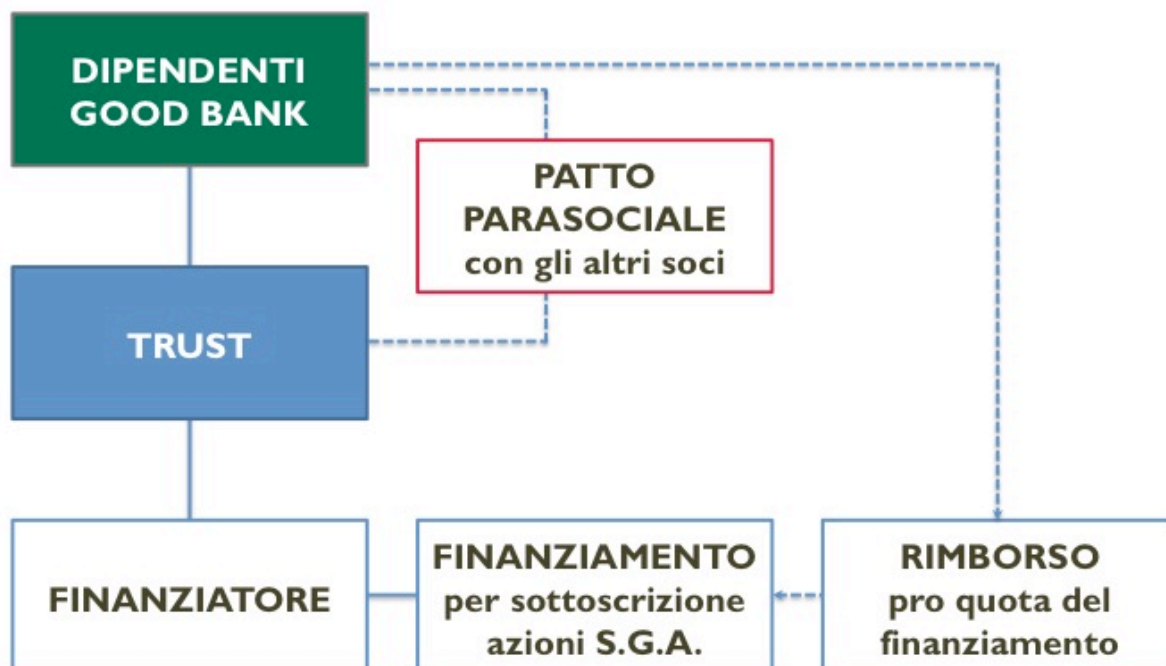 DIPENDENTI
GOOD BANK
PATTO
PARASOCIALE
con gli altri soci
TRUST
FINANZIATORE
FINANZIAMENTO
per sottoscrizione
azioni S.G.A.
RIMBORSO
pro quota del
finanziamento